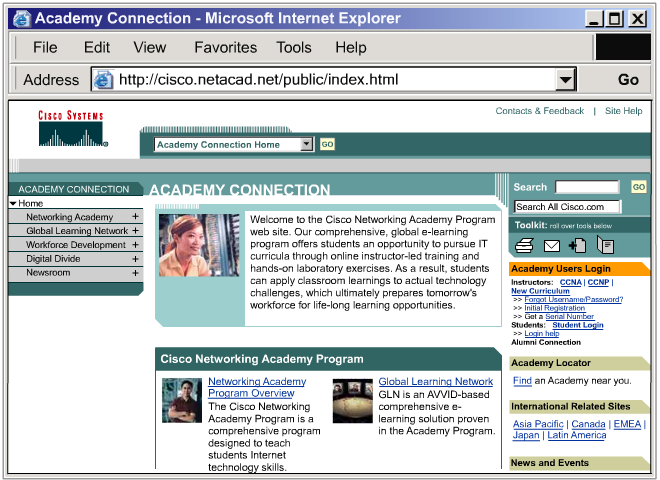 Academy Connection - Microsoft Internet Explorer
File Edit View Favorites Tools Help
Address http://cisco.netacad.net/public/index.html Go
Contacts & Feedback | Site Help
CISCO SYSTEMS
Academy Connection Home GO
ACADEMY CONNECTION
Home
Networking Academy +
Global Learning Network +
Workforce Development +
Digital Divide +
Newsroom +
ACADEMY CONNECTION
Welcome to the Cisco Networking Academy Program
web site. Our comprehensive, global e-learning
program offers students an opportunity to pursue IT
curricula through online instructor-led training and
hands-on laboratory exercises. As a result, students
can apply classroom learnings to actual technology
challenges, which ultimately prepares tomorrow's
workforce for life-long learning opportunities.
Cisco Networking Academy Program
Networking Academy
Program Overview
The Cisco Networking
Academy Program is a
comprehensive program
designed to teach
students Internet
technology skills.
Global Learning Network
GLN is an AVVID-based
comprehensive e-
learning solution proven
in the Academy Program.
Search GO
Search All Cisco.com
Toolkit: roll over tools below
Academy Users Login
Instructors: CCNA | CCNP |
New Curriculum
>> Forgot Username/Password?
>> Initial Registration
>> Get a Serial Number
Students: Student Login
>> Login help
Alumni Connection
Academy Locator
Find an Academy near you.
International Related Sites
Asia Pacific | Canada | EMEA |
Japan | Latin America
News and Events